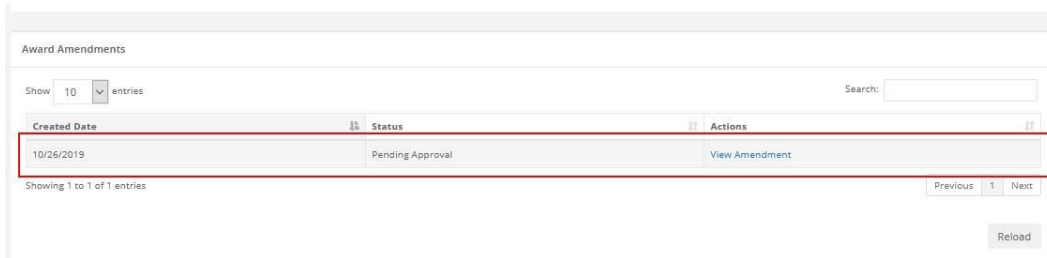 Award Amendments
Show 10 entries Search:
Created Date Status Actions
10/26/2019 Pending Approval View Amendment
Showing 1 to 1 of 1 entries Previous 1 Next
Reload